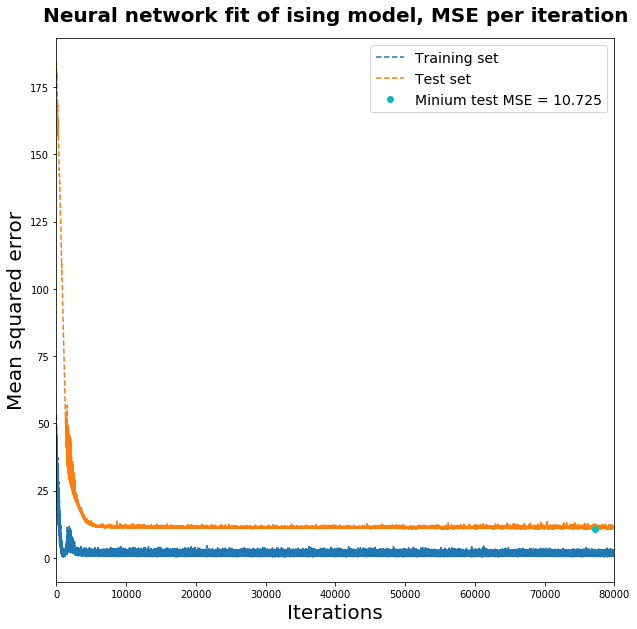 Neural network fit of ising model, MSE per iteration
Training set
Test set
Minium test MSE = 10.725
Mean squared error
175
150
125
100
75
50
25
0
0 10000 20000 30000 40000 50000 60000 70000 80000
Iterations